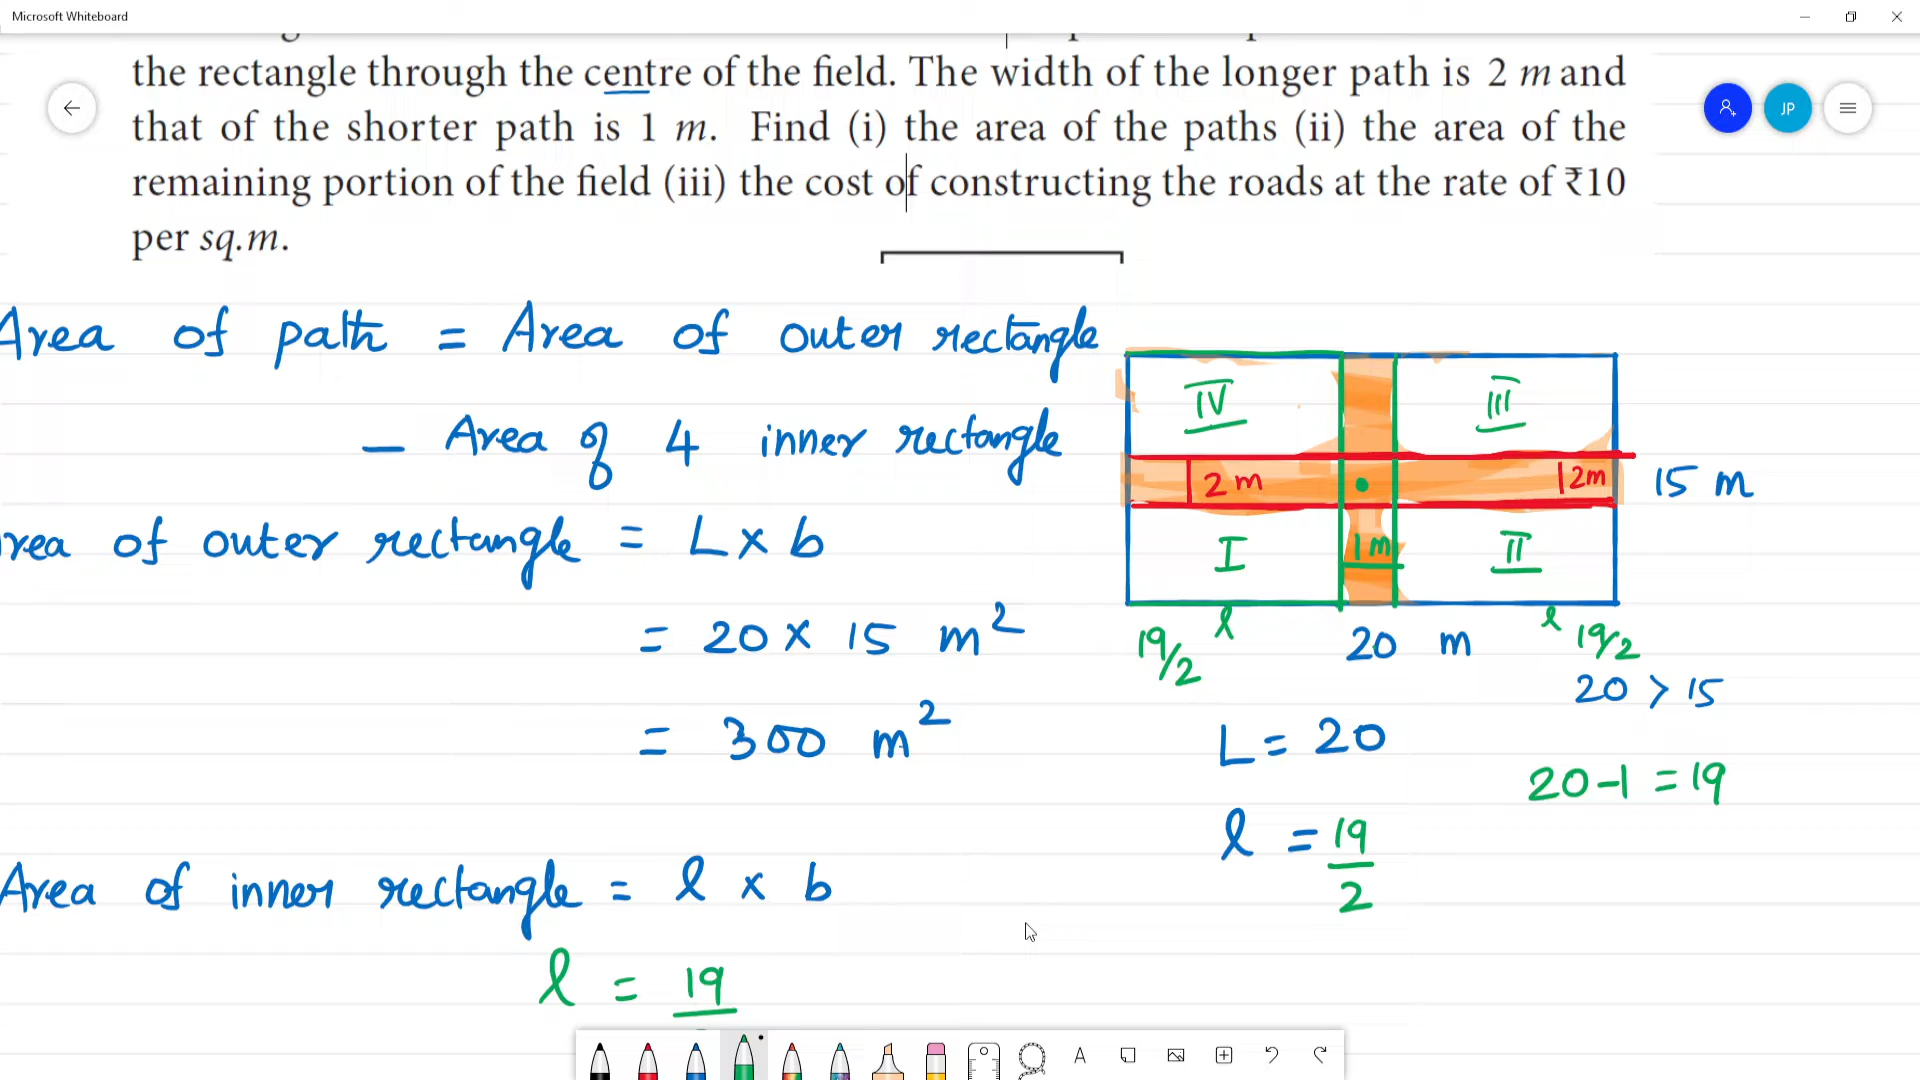 Microsoft Whiteboard
the rectangle through the centre of the field. The width of the longer path is 2 m and
that of the shorter path is 1 m. Find (i) the area of the paths (ii) the area of the
remaining portion of the field (iii) the cost of constructing the roads at the rate of ₹10
per sq.m.
JP
Area of path = Area of outer rectangle
- Area of 4 inner rectangle
rea of outer rectangle = L × b
= 20 × 15 m²
= 300 m²
Area of inner rectangle = l × b
l = 19
IV III
2 m 2m 15 m
I 1m II
l l
19/2 20 m 19/2
20 > 15
L = 20
20-1 = 19
l = 19/2
A